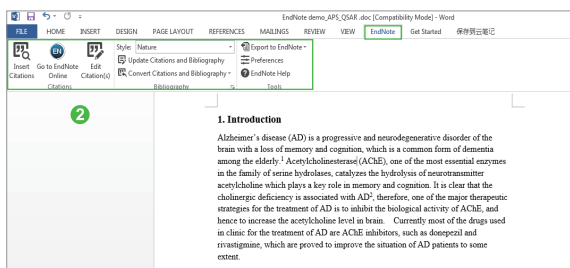 EndNote demo_APS_QSAR .doc [Compatibility Mode] - Word
FILE HOME INSERT DESIGN PAGE LAYOUT REFERENCES MAILINGS REVIEW VIEW EndNote Get Started 保存到云笔记
Style: Nature Export to EndNote
Insert Citations Go to EndNote Online Edit Citation(s) Update Citations and Bibliography Preferences
EN Convert Citations and Bibliography EndNote Help
Citations Bibliography Tools
2
1. Introduction
Alzheimer's disease (AD) is a progressive and neurodegenerative disorder of the
brain with a loss of memory and cognition, which is a common form of dementia
among the elderly.1 Acetylcholinesterase (AChE), one of the most essential enzymes
in the family of serine hydrolases, catalyzes the hydrolysis of neurotransmitter
acetylcholine which plays a key role in memory and cognition. It is clear that the
cholinergic deficiency is associated with AD2, therefore, one of the major therapeutic
strategies for the treatment of AD is to inhibit the biological activity of AChE, and
hence to increase the acetylcholine level in brain. Currently most of the drugs used
in clinic for the treatment of AD are AChE inhibitors, such as donepezil and
rivastigmine, which are proved to improve the situation of AD patients to some
extent.